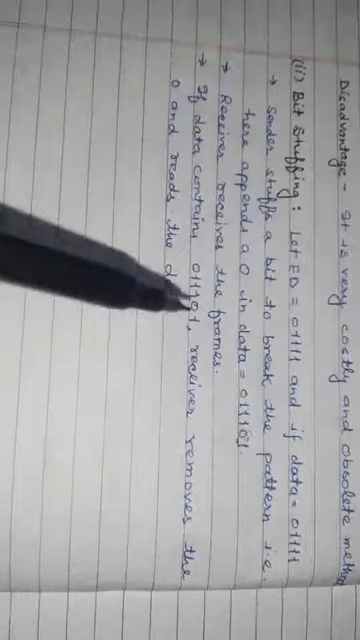 Disadvantage - It is very costly and obsolete metho
(ii) Bit Stuffing : Let ED = 01111 and if data = 01111
→ Sender stuffs a bit to break the pattern i.e.
here appends a 0 in data = 011101.
→ Receiver receives the frames.
→ If data contains 011101, receiver removes the
0 and reads the d